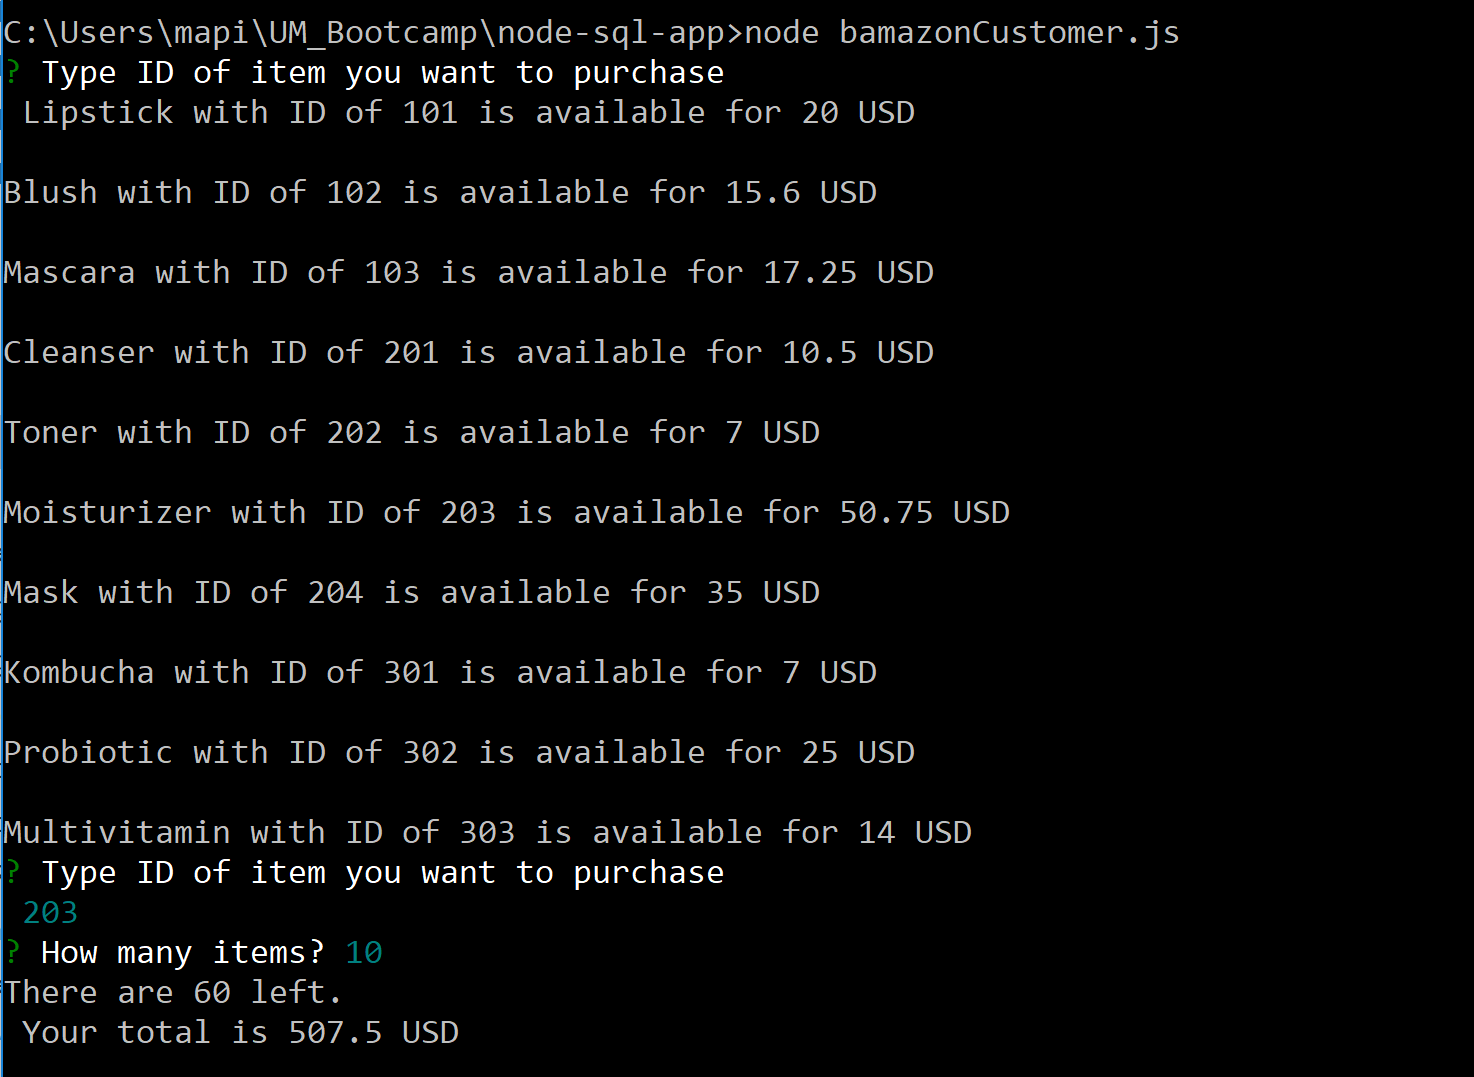 C:\Users\mapi\UM_Bootcamp\node-sql-app>node bamazonCustomer.js
? Type ID of item you want to purchase
Lipstick with ID of 101 is available for 20 USD
Blush with ID of 102 is available for 15.6 USD
Mascara with ID of 103 is available for 17.25 USD
Cleanser with ID of 201 is available for 10.5 USD
Toner with ID of 202 is available for 7 USD
Moisturizer with ID of 203 is available for 50.75 USD
Mask with ID of 204 is available for 35 USD
Kombucha with ID of 301 is available for 7 USD
Probiotic with ID of 302 is available for 25 USD
Multivitamin with ID of 303 is available for 14 USD
? Type ID of item you want to purchase
203
? How many items? 10
There are 60 left.
Your total is 507.5 USD